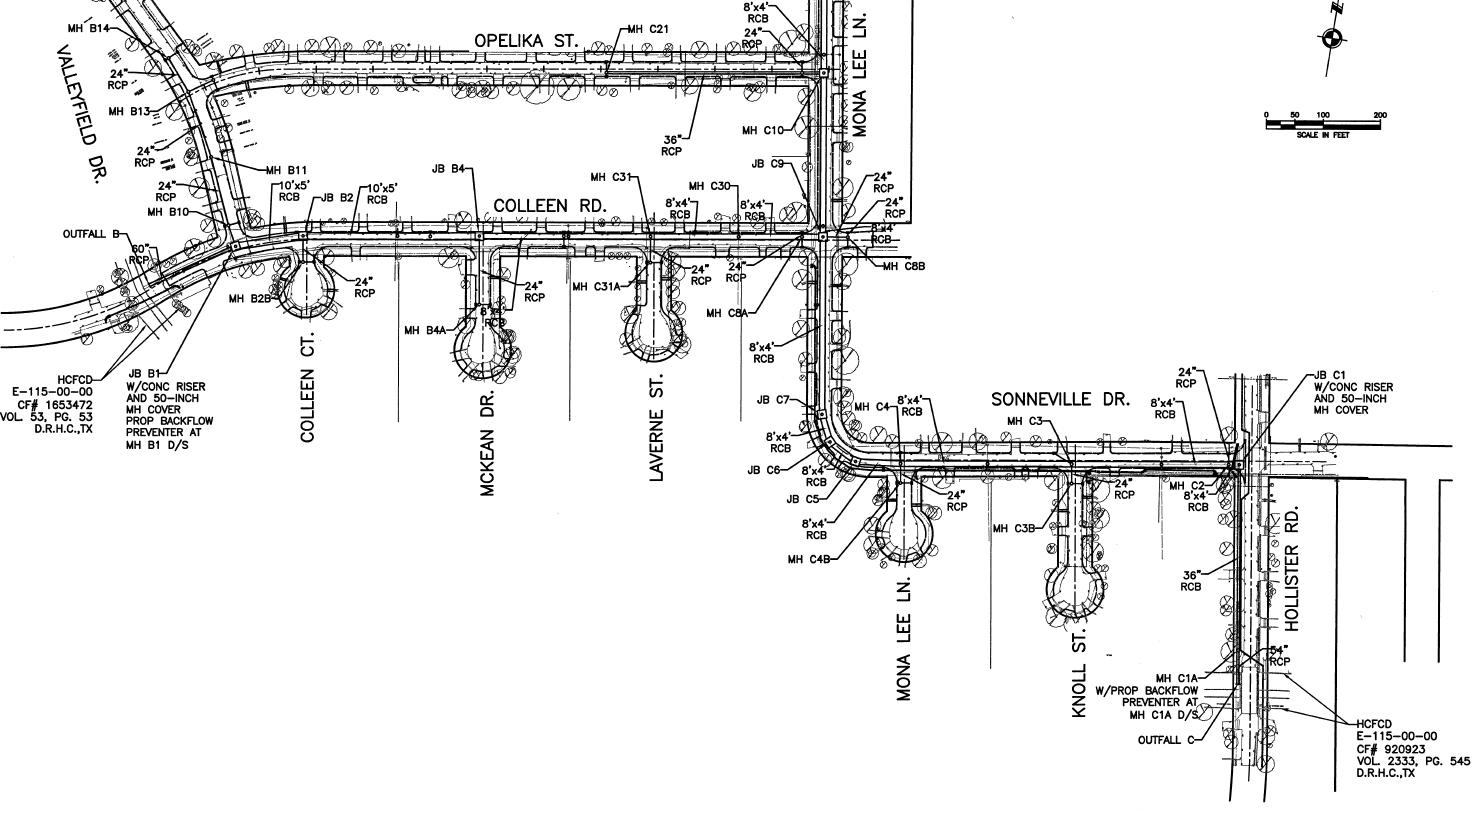 8'x4'
RCB
MH B14
OPELIKA ST.
MH C21
24"
RCP
MONA LEE LN.
N
VALLEYFIELD DR.
24"
RCP
MH B13
0 50 100 200
SCALE IN FEET
MH C10
36"
RCP
24"
RCP
JB C9
MH B11
JB B4
MH C31
MH C30
24"
RCP
24"
RCP
10'x5'
RCB
JB B2
10'x5'
RCB
COLLEEN RD.
8'x4'
RCB
8'x4'
RCB
24"
RCP
MH B10
OUTFALL B
8'x4'
RCB
60"
RCP
MH C8B
24"
RCP
24"
RCP
24"
RCP
24"
RCP
MH B2B
MH C31A
MH C8A
8'x4'
RCB
MH B4A
8'x4'
RCB
COLLEEN CT.
MCKEAN DR.
LAVERNE ST.
HCFCD
E-115-00-00
CF# 1653472
VOL. 53, PG. 53
D.R.H.C.,TX
JB B1
W/CONC RISER
AND 50-INCH
MH COVER
PROP BACKFLOW
PREVENTER AT
MH B1 D/S
24"
RCP
JB C1
W/CONC RISER
AND 50-INCH
MH COVER
JB C7
MH C4
8'x4'
RCB
SONNEVILLE DR.
MH C3
8'x4'
RCB
8'x4'
RCB
JB C6
8'x4'
RCB
JB C5
24"
RCP
24"
RCP
MH C2
8'x4'
RCB
8'x4'
RCB
MH C3B
MH C4B
HOLLISTER RD.
36"
RCB
MONA LEE LN.
KNOLL ST.
54"
RCP
MH C1A
W/PROP BACKFLOW
PREVENTER AT
MH C1A D/S
OUTFALL C
HCFCD
E-115-00-00
CF# 920923
VOL. 2333, PG. 545
D.R.H.C.,TX